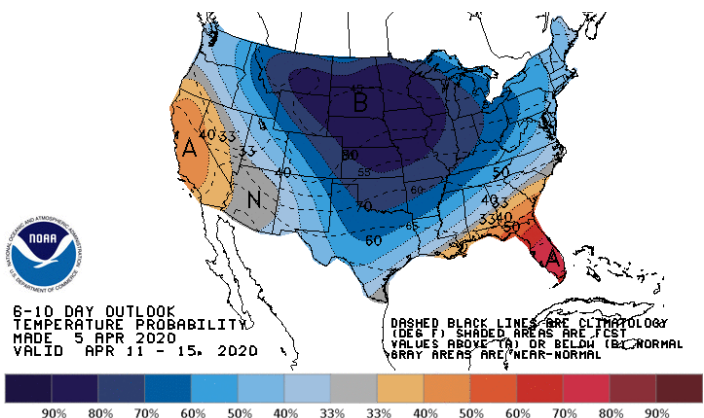 B
A
N
A
45
40
33
33
40
80
55
60
70
65
60
50
40
33
33
40
50
NATIONAL OCEANIC AND ATMOSPHERIC ADMINISTRATION
NOAA
U.S. DEPARTMENT OF COMMERCE
6-10 DAY OUTLOOK
TEMPERATURE PROBABILITY
MADE 5 APR 2020
VALID APR 11 - 15, 2020
DASHED BLACK LINES ARE CLIMATOLOGY
(DEG F) SHADED AREAS ARE FCST
VALUES ABOVE (A) OR BELOW (B) NORMAL
GRAY AREAS ARE NEAR-NORMAL
90% 80% 70% 60% 50% 40% 33% 33% 40% 50% 60% 70% 80% 90%